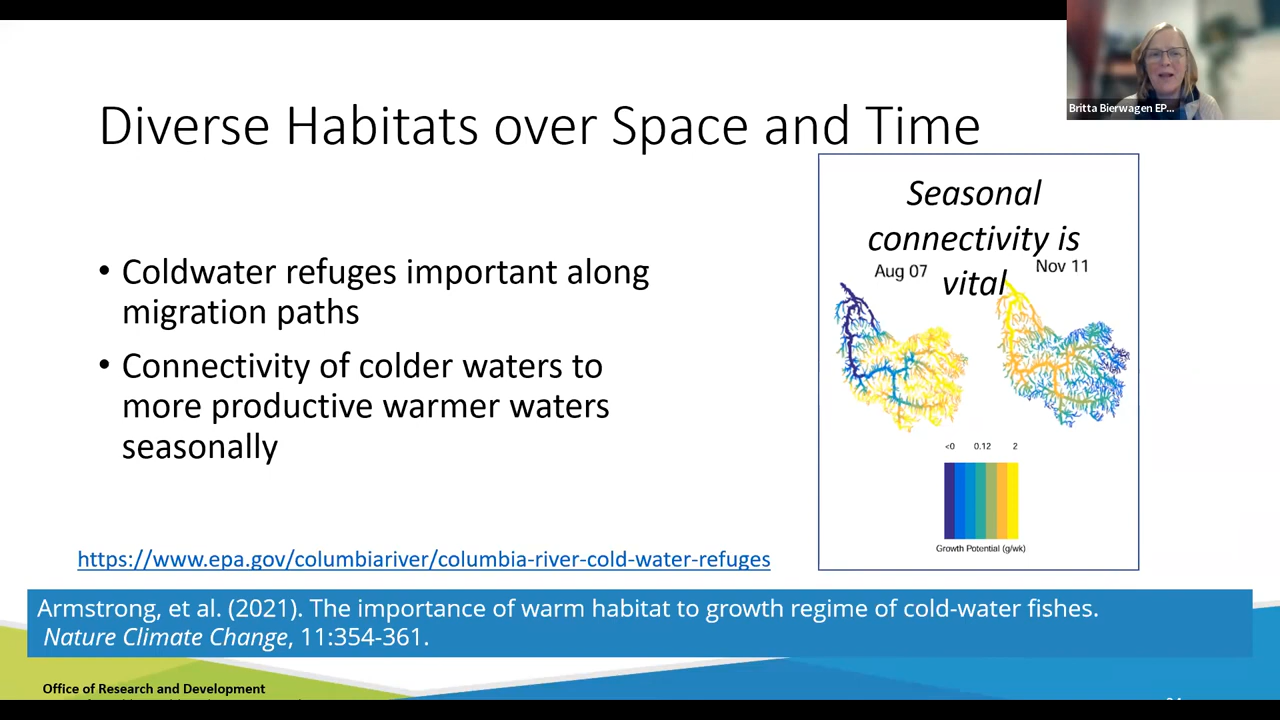 Britta Bierwagen EP...
Diverse Habitats over Space and Time
• Coldwater refuges important along
migration paths
• Connectivity of colder waters to
more productive warmer waters
seasonally
Seasonal
connectivity is
vital
Aug 07
Nov 11
<0 0.12 2
Growth Potential (g/wk)
https://www.epa.gov/columbiariver/columbia-river-cold-water-refuges
Armstrong, et al. (2021). The importance of warm habitat to growth regime of cold-water fishes.
Nature Climate Change, 11:354-361.
Office of Research and Development